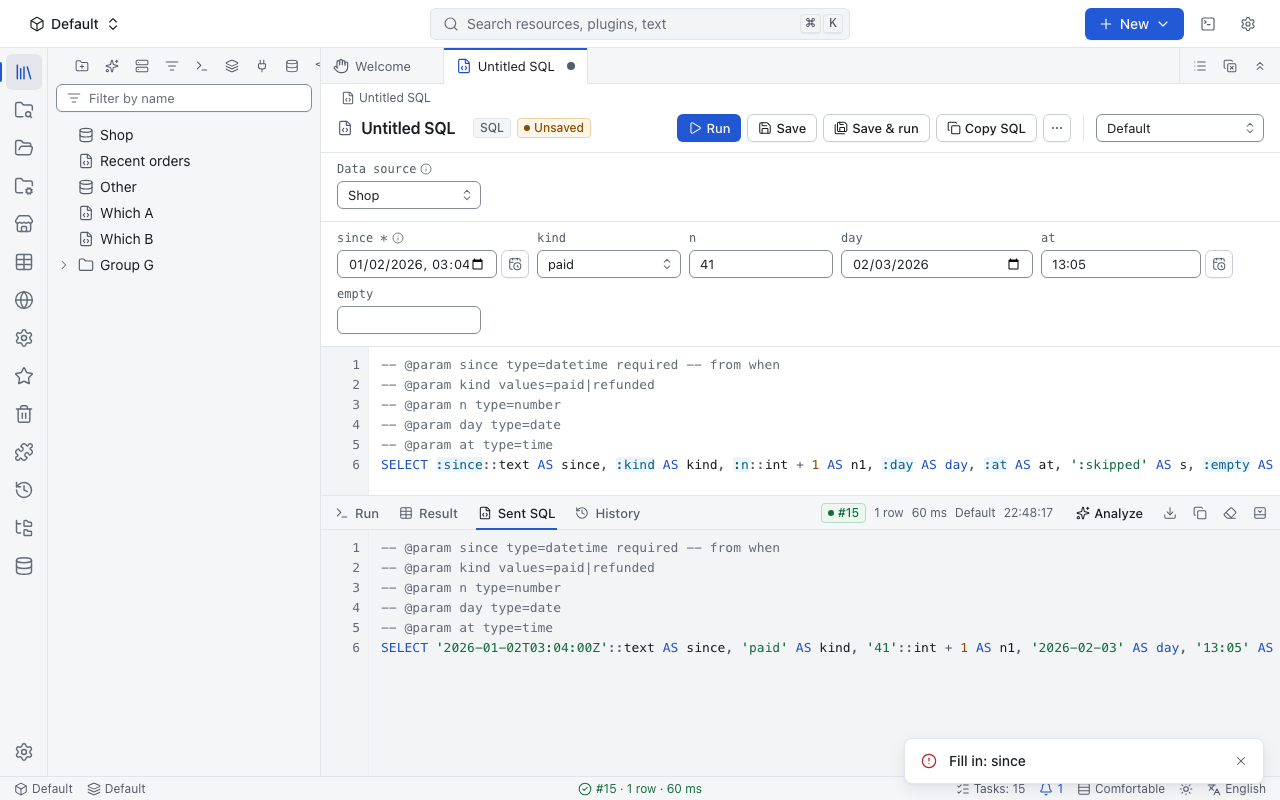 Default
Search resources, plugins, text
⌘ K
New
Filter by name
Shop
Recent orders
Other
Which A
Which B
Group G
Welcome
Untitled SQL
Untitled SQL
Untitled SQL
SQL
Unsaved
Run
Save
Save & run
Copy SQL
Default
Data source
Shop
since *
kind
n
day
at
01/02/2026, 03:04
paid
41
02/03/2026
13:05
empty
1 -- @param since type=datetime required -- from when
2 -- @param kind values=paid|refunded
3 -- @param n type=number
4 -- @param day type=date
5 -- @param at type=time
6 SELECT :since::text AS since, :kind AS kind, :n::int + 1 AS n1, :day AS day, :at AS at, ':skipped' AS s, :empty AS
Run
Result
Sent SQL
History
#15
1 row
60 ms
Default
22:48:17
Analyze
1 -- @param since type=datetime required -- from when
2 -- @param kind values=paid|refunded
3 -- @param n type=number
4 -- @param day type=date
5 -- @param at type=time
6 SELECT '2026-01-02T03:04:00Z'::text AS since, 'paid' AS kind, '41'::int + 1 AS n1, '2026-02-03' AS day, '13:05' AS
Fill in: since
Default
Default
#15 · 1 row · 60 ms
Tasks: 15
1
Comfortable
English